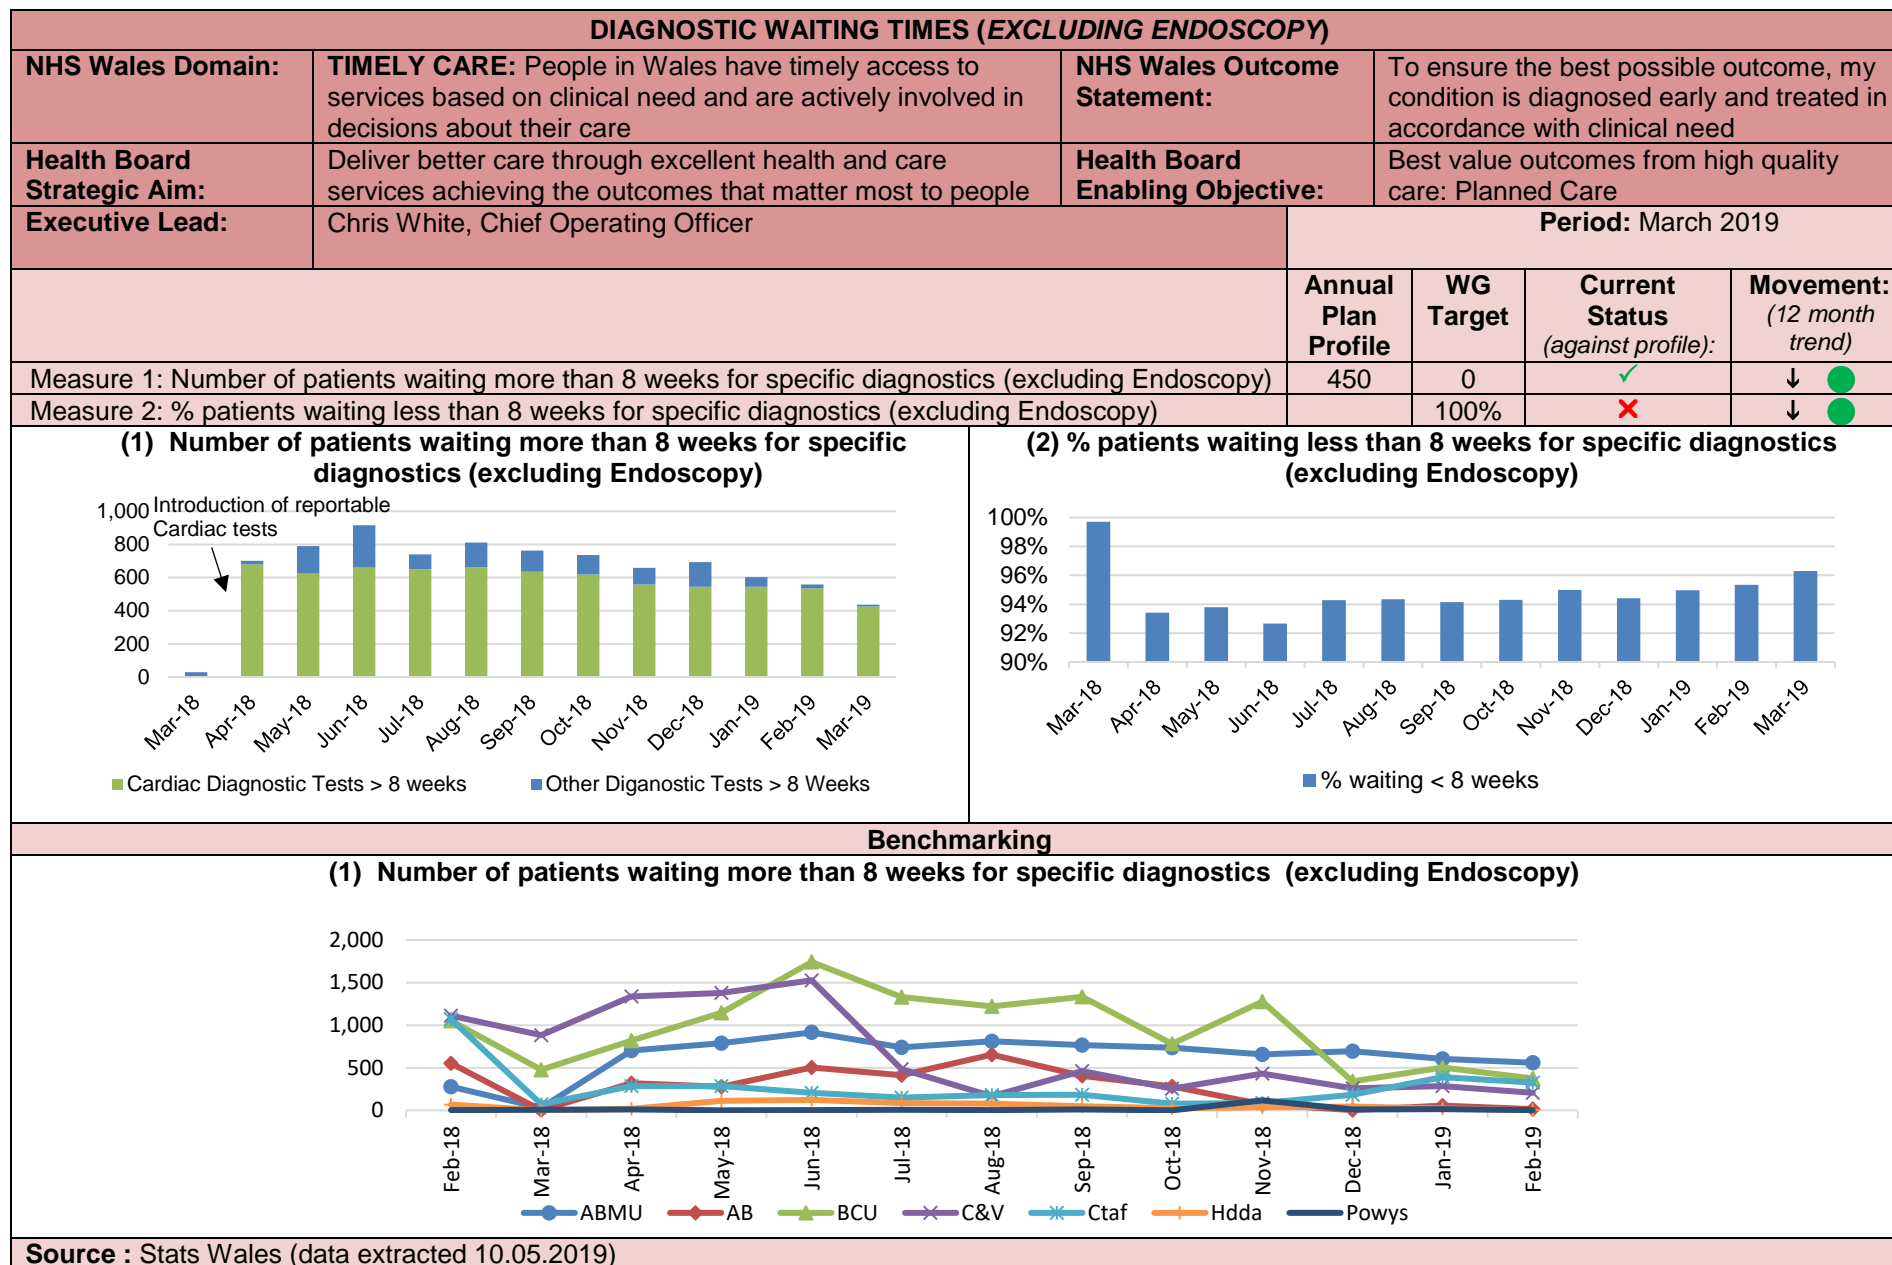 DIAGNOSTIC WAITING TIMES (EXCLUDING ENDOSCOPY)
NHS Wales Domain:
TIMELY CARE: People in Wales have timely access to
services based on clinical need and are actively involved in
decisions about their care
NHS Wales Outcome
Statement:
To ensure the best possible outcome, my
condition is diagnosed early and treated in
accordance with clinical need
Health Board
Strategic Aim:
Deliver better care through excellent health and care
services achieving the outcomes that matter most to people
Health Board
Enabling Objective:
Best value outcomes from high quality
care: Planned Care
Executive Lead:
Chris White, Chief Operating Officer
Period: March 2019
Annual
Plan
Profile
WG
Target
Current
Status
(against profile):
Movement:
(12 month
trend)
Measure 1: Number of patients waiting more than 8 weeks for specific diagnostics (excluding Endoscopy)
450
0
✓
↓
Measure 2: % patients waiting less than 8 weeks for specific diagnostics (excluding Endoscopy)
100%
✗
↓
(1) Number of patients waiting more than 8 weeks for specific
diagnostics (excluding Endoscopy)
Introduction of reportable
Cardiac tests
1,000
800
600
400
200
0
Mar-18
Apr-18
May-18
Jun-18
Jul-18
Aug-18
Sep-18
Oct-18
Nov-18
Dec-18
Jan-19
Feb-19
Mar-19
Cardiac Diagnostic Tests > 8 weeks
Other Diganostic Tests > 8 Weeks
(2) % patients waiting less than 8 weeks for specific diagnostics
(excluding Endoscopy)
100%
98%
96%
94%
92%
90%
Mar-18
Apr-18
May-18
Jun-18
Jul-18
Aug-18
Sep-18
Oct-18
Nov-18
Dec-18
Jan-19
Feb-19
Mar-19
% waiting < 8 weeks
Benchmarking
(1) Number of patients waiting more than 8 weeks for specific diagnostics (excluding Endoscopy)
2,000
1,500
1,000
500
0
Feb-18
Mar-18
Apr-18
May-18
Jun-18
Jul-18
Aug-18
Sep-18
Oct-18
Nov-18
Dec-18
Jan-19
Feb-19
ABMU
AB
BCU
C&V
Ctaf
Hdda
Powys
Source : Stats Wales (data extracted 10.05.2019)